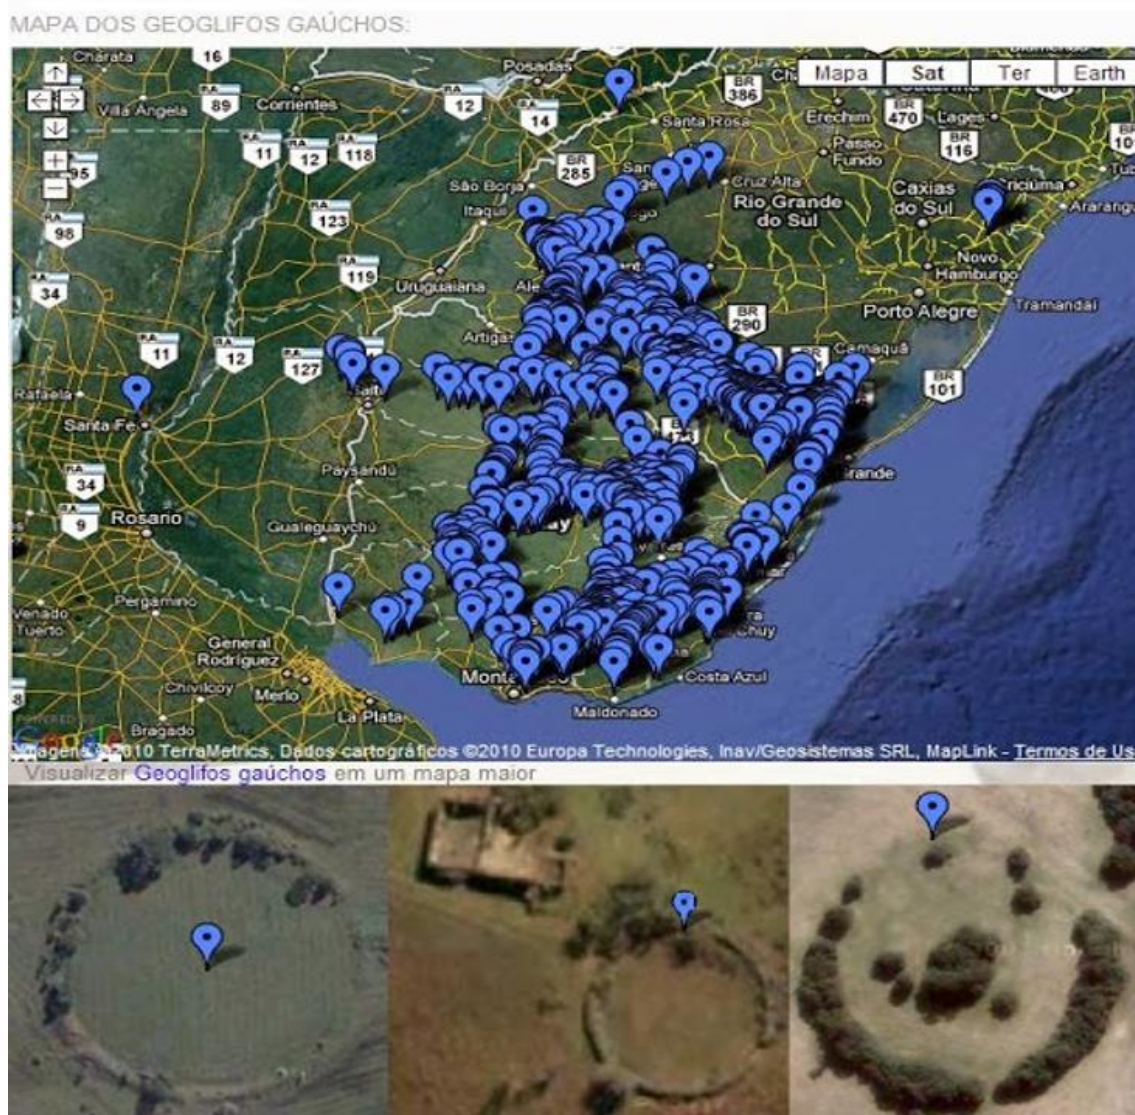 MAPA DOS GEOGLIFOS GAÚCHOS:
Charata
16
Posadas
Mapa
Sat
Ter
Earth
Villa Angela
89
Corrientes
12
14
BR
386
Santa Rosa
Erechim
BR
470
Lages
11
12
118
BR
285
Passo
Fundo
BR
116
95
São Borja
Cruz Alta
Caxias
do Sul
Criciúma
Itaqui
Rio Grande
do Sul
123
98
119
Novo
Hamburgo
34
Uruguaiana
Porto Alegre
Tramandaí
BR
290
Artigas
11
12
127
Camaquã
BR
101
Rafaela
Santa Fe
Paysandú
34
9
Rosario
Gualeguaychú
Venado
Tuerto
Pergamino
General
Rodríguez
Chuy
Chivilcoy
Merlo
Costa Azul
La Plata
Maldonado
Bragado
©2010 TerraMetrics, Dados cartográficos ©2010 Europa Technologies, Inav/Geosistemas SRL, MapLink - Termos de Us
Visualizar Geoglifos gaúchos em um mapa maior